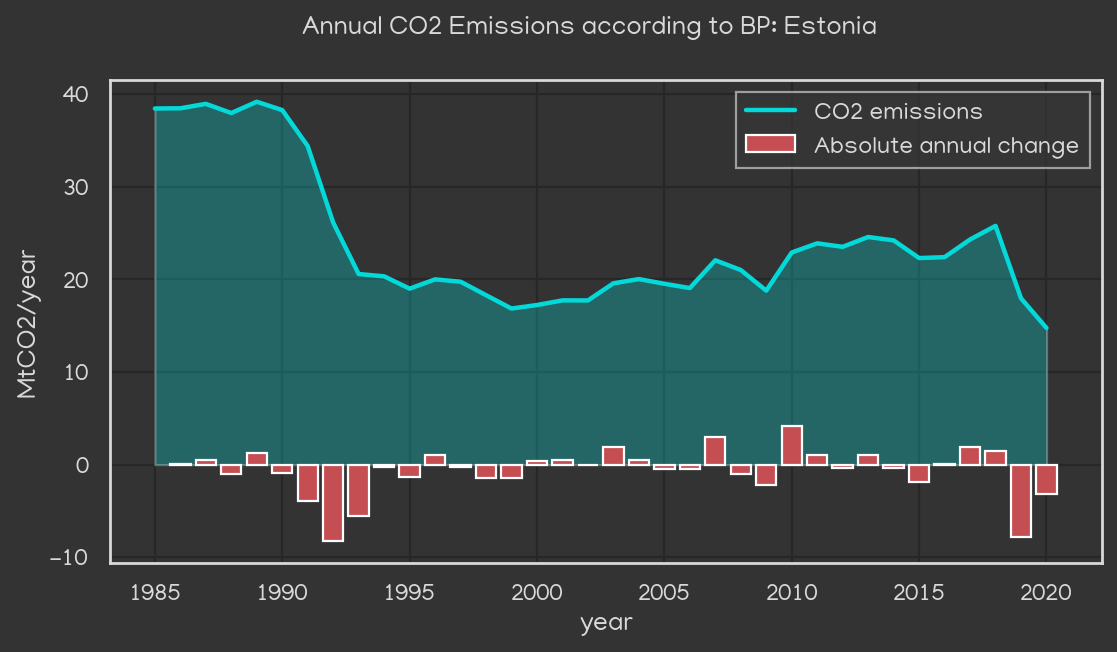 Annual CO2 Emissions according to BP: Estonia
CO2 emissions
Absolute annual change
MtCO2/year
40
30
20
10
0
−10
1985 1990 1995 2000 2005 2010 2015 2020
year